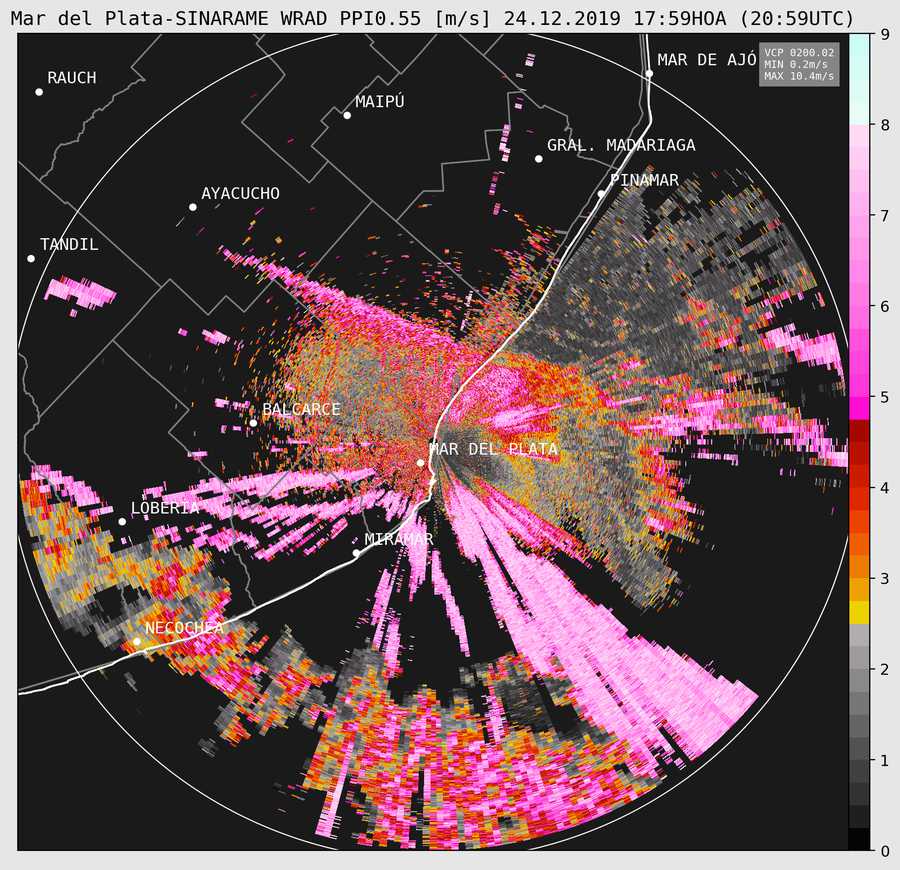 Mar del Plata-SINARAME WRAD PPI0.55 [m/s] 24.12.2019 17:59HOA (20:59UTC)
9
MAR DE AJÓ
VCP 0200.02
MIN 0.2m/s
MAX 10.4m/s
RAUCH
MAIPÚ
8
GRAL. MADARIAGA
PINAMAR
AYACUCHO
7
TANDIL
6
5
BALCARCE
MAR DEL PLATA
4
LOBERIA
MIRAMAR
3
NECOCHEA
2
1
0